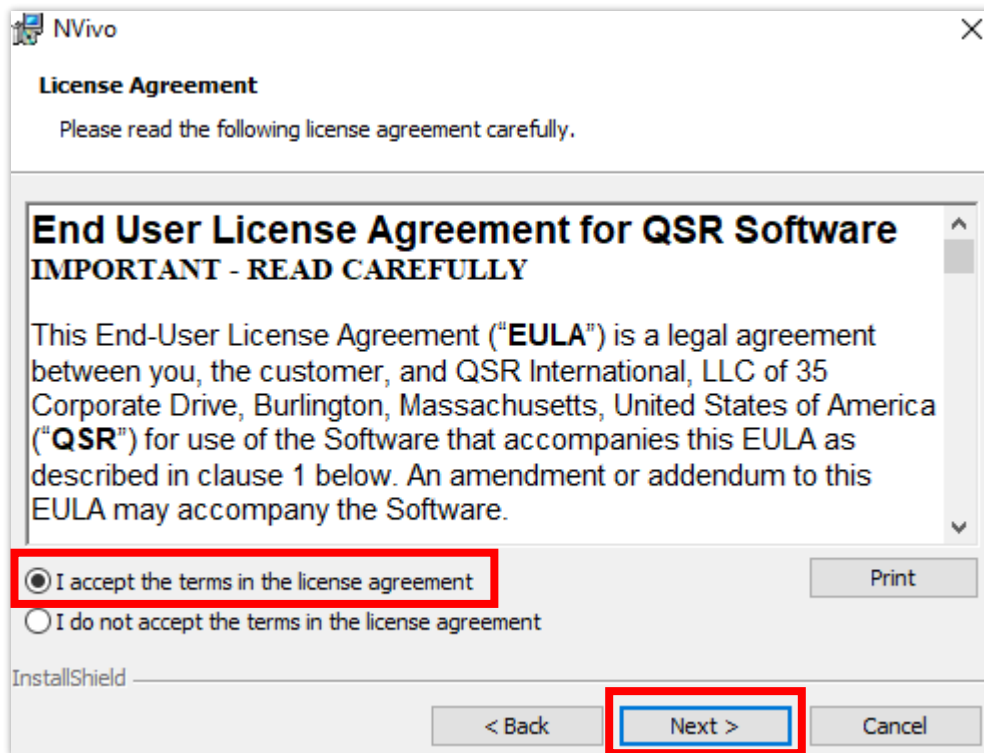 NVivo
License Agreement
Please read the following license agreement carefully.
End User License Agreement for QSR Software
IMPORTANT - READ CAREFULLY
This End-User License Agreement (“EULA”) is a legal agreement
between you, the customer, and QSR International, LLC of 35
Corporate Drive, Burlington, Massachusetts, United States of America
(“QSR”) for use of the Software that accompanies this EULA as
described in clause 1 below. An amendment or addendum to this
EULA may accompany the Software.
I accept the terms in the license agreement
Print
I do not accept the terms in the license agreement
InstallShield
< Back
Next >
Cancel